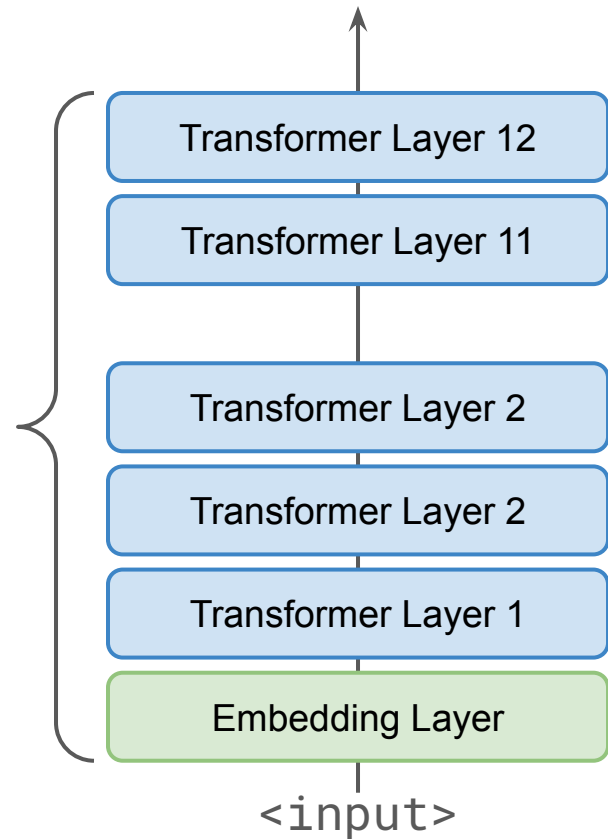 Transformer Layer 12
Transformer Layer 11
Transformer Layer 2
Transformer Layer 2
Transformer Layer 1
Embedding Layer
<input>